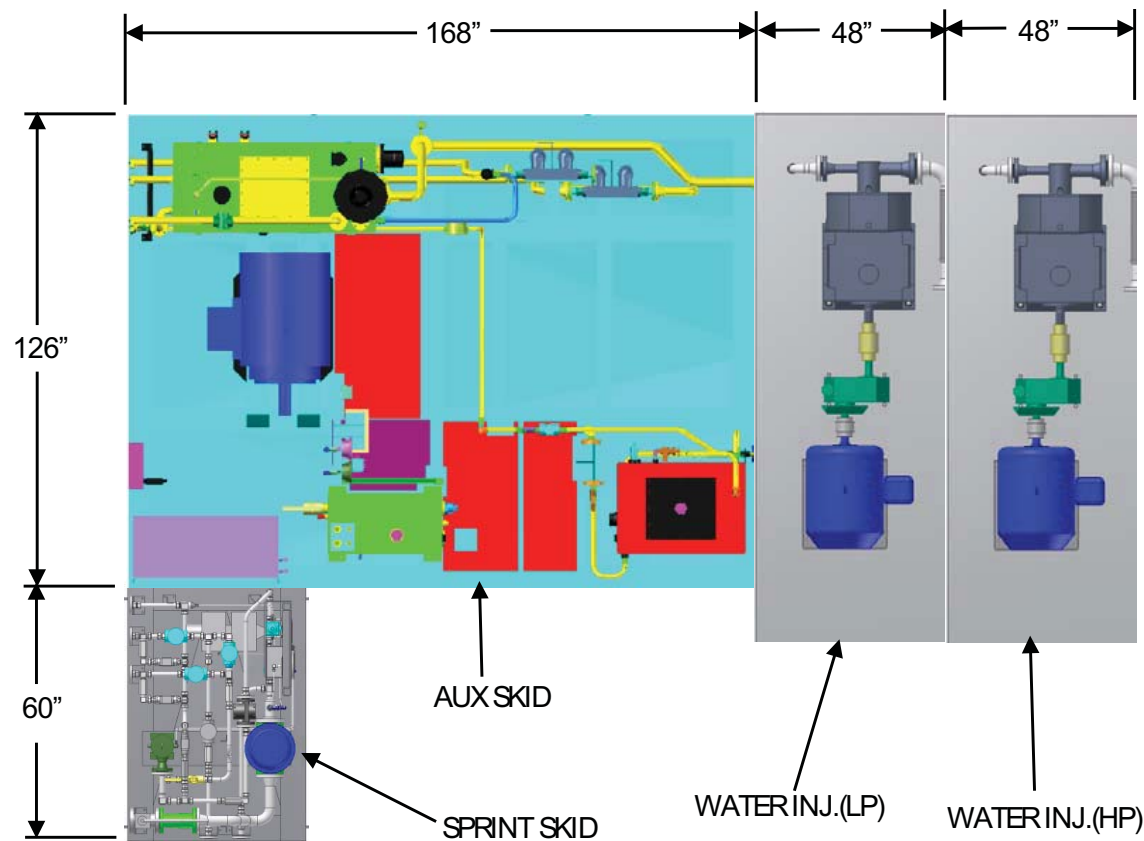 168”
48”
48”
126”
60”
AUX SKID
SPRINT SKID
WATER INJ.(LP)
WATER INJ.(HP)